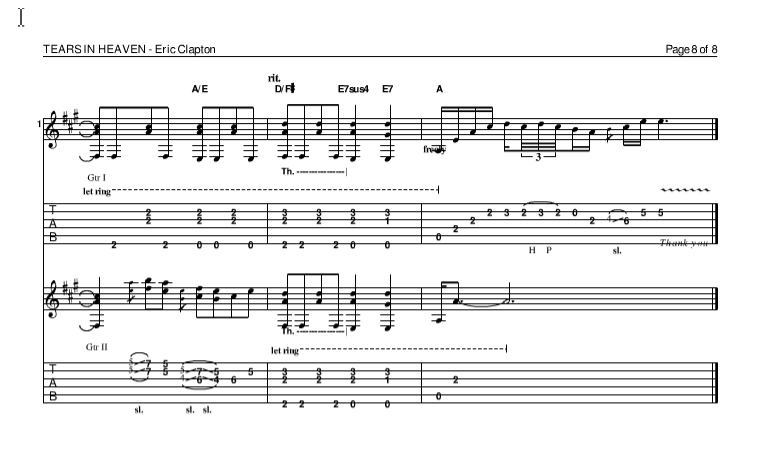 TEARS IN HEAVEN - Eric Clapton Page 8 of 8
rit.
A/E D/F# E7sus4 E7 A
1
freely
3
Th.
Gtr I
let ring
T A B
2 2 2 2 2 2 2 2 2 0 0 0
3 2 2 3 2 2 2 3 2 0 3 1 0
0 2 2 2 3 2 3 2 0 2 4 6 5 5
H P sl. Thank you
Th.
Gtr II
let ring
T A B
7 7 5 5 7 6 5 4 6 5
3 2 2 3 2 2 2 3 2 0 3 1 0
0 2
sl. sl. sl.